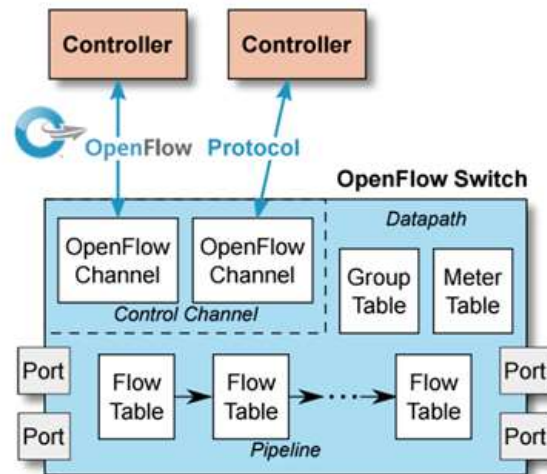 Controller
Controller
OpenFlow Protocol
OpenFlow Switch
Datapath
OpenFlow
Channel
OpenFlow
Channel
Control Channel
Group
Table
Meter
Table
Port
Port
Flow
Table
Flow
Table
...
Flow
Table
Pipeline
Port
Port